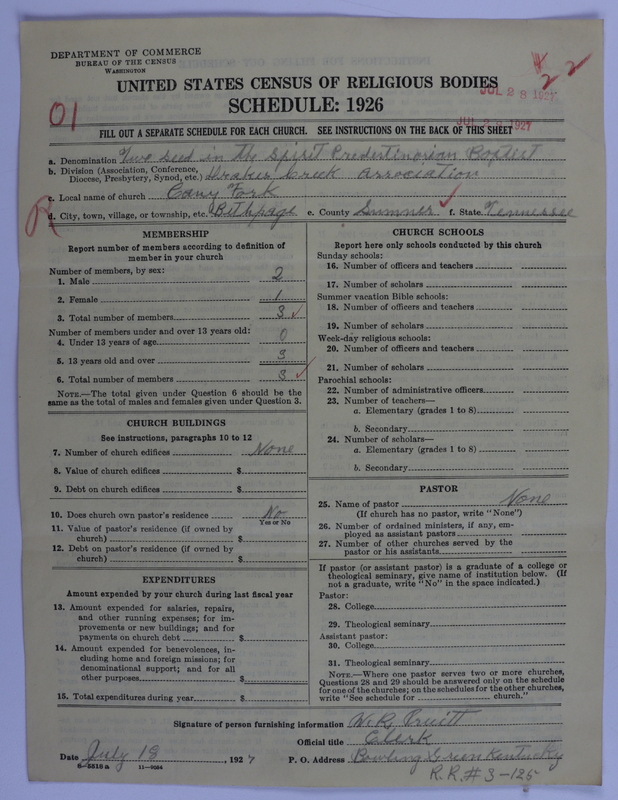 DEPARTMENT OF COMMERCE
BUREAU OF THE CENSUS
WASHINGTON
UNITED STATES CENSUS OF RELIGIOUS BODIES
SCHEDULE: 1926
01
22
JUL 28 1927
JUL 28 1927
FILL OUT A SEPARATE SCHEDULE FOR EACH CHURCH. SEE INSTRUCTIONS ON THE BACK OF THIS SHEET
a. Denomination Two Seed in the Spirit Predestinorian Baptist
b. Division (Association, Conference,
Diocese, Presbytery, Synod, etc.) Draker Creek association
c. Local name of church Cany Fork
d. City, town, village, or township, etc. Bethpage e. County Sumner f. State Tennessee
MEMBERSHIP
Report number of members according to definition of
member in your church
Number of members, by sex:
1. Male 2
2. Female 1
3. Total number of members 3
Number of members under and over 13 years old:
4. Under 13 years of age 0
5. 13 years old and over 3
6. Total number of members 3
NOTE.—The total given under Question 6 should be the
same as the total of males and females given under Question 3.
CHURCH BUILDINGS
See instructions, paragraphs 10 to 12
7. Number of church edifices None
8. Value of church edifices $
9. Debt on church edifices $
10. Does church own pastor's residence No
Yes or No
11. Value of pastor's residence (if owned by
church) $
12. Debt on pastor's residence (if owned by
church) $
EXPENDITURES
Amount expended by your church during last fiscal year
13. Amount expended for salaries, repairs,
and other running expenses; for im-
provements or new buildings; and for
payments on church debt $
14. Amount expended for benevolences, in-
cluding home and foreign missions; for
denominational support; and for all
other purposes $
15. Total expenditures during year $
CHURCH SCHOOLS
Report here only schools conducted by this church
Sunday schools:
16. Number of officers and teachers
17. Number of scholars
Summer vacation Bible schools:
18. Number of officers and teachers
19. Number of scholars
Week-day religious schools:
20. Number of officers and teachers
21. Number of scholars
Parochial schools:
22. Number of administrative officers
23. Number of teachers—
a. Elementary (grades 1 to 8)
b. Secondary
24. Number of scholars—
a. Elementary (grades 1 to 8)
b. Secondary
PASTOR
25. Name of pastor None
(If church has no pastor, write "None")
26. Number of ordained ministers, if any, em-
ployed as assistant pastors
27. Number of other churches served by the
pastor or his assistants
If pastor (or assistant pastor) is a graduate of a college or
theological seminary, give name of institution below. (If
not a graduate, write "No" in the space indicated.)
Pastor:
28. College
29. Theological seminary
Assistant pastor:
30. College
31. Theological seminary
NOTE.—Where one pastor serves two or more churches,
Questions 28 and 29 should be answered only on the schedule
for one of the churches; on the schedules for the other churches,
write "See schedule for church."
Signature of person furnishing information W. R. Pruitt
Official title Clerk
Date July 18, 1927 P. O. Address Bowling Green Kentucky
8-5515a 11-9034
R.R.#3-125